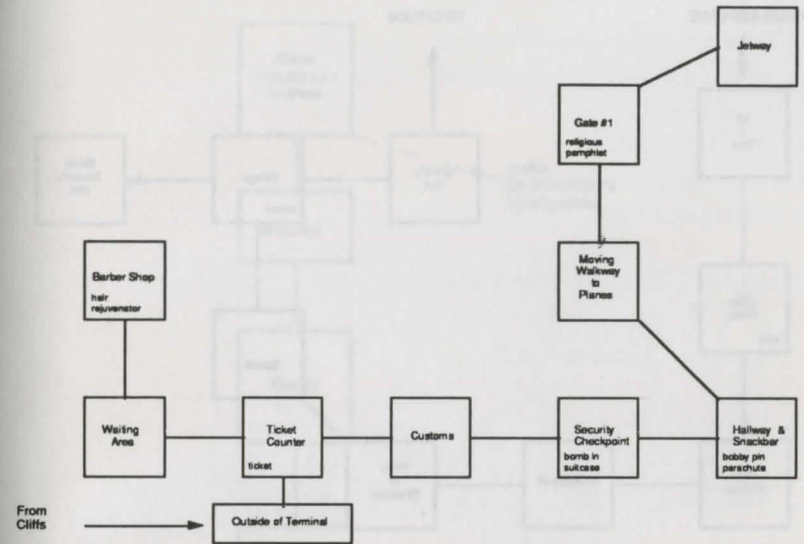 Jetway
Gate #1
religious
pamphlet
Moving
Walkway
to
Planes
Barber Shop
hair
rejuvenator
Waiting
Area
Ticket
Counter
ticket
Customs
Security
Checkpoint
bomb in
suitcase
Hallway &
Snackbar
bobby pin
parachute
From
Cliffs
Outside of Terminal